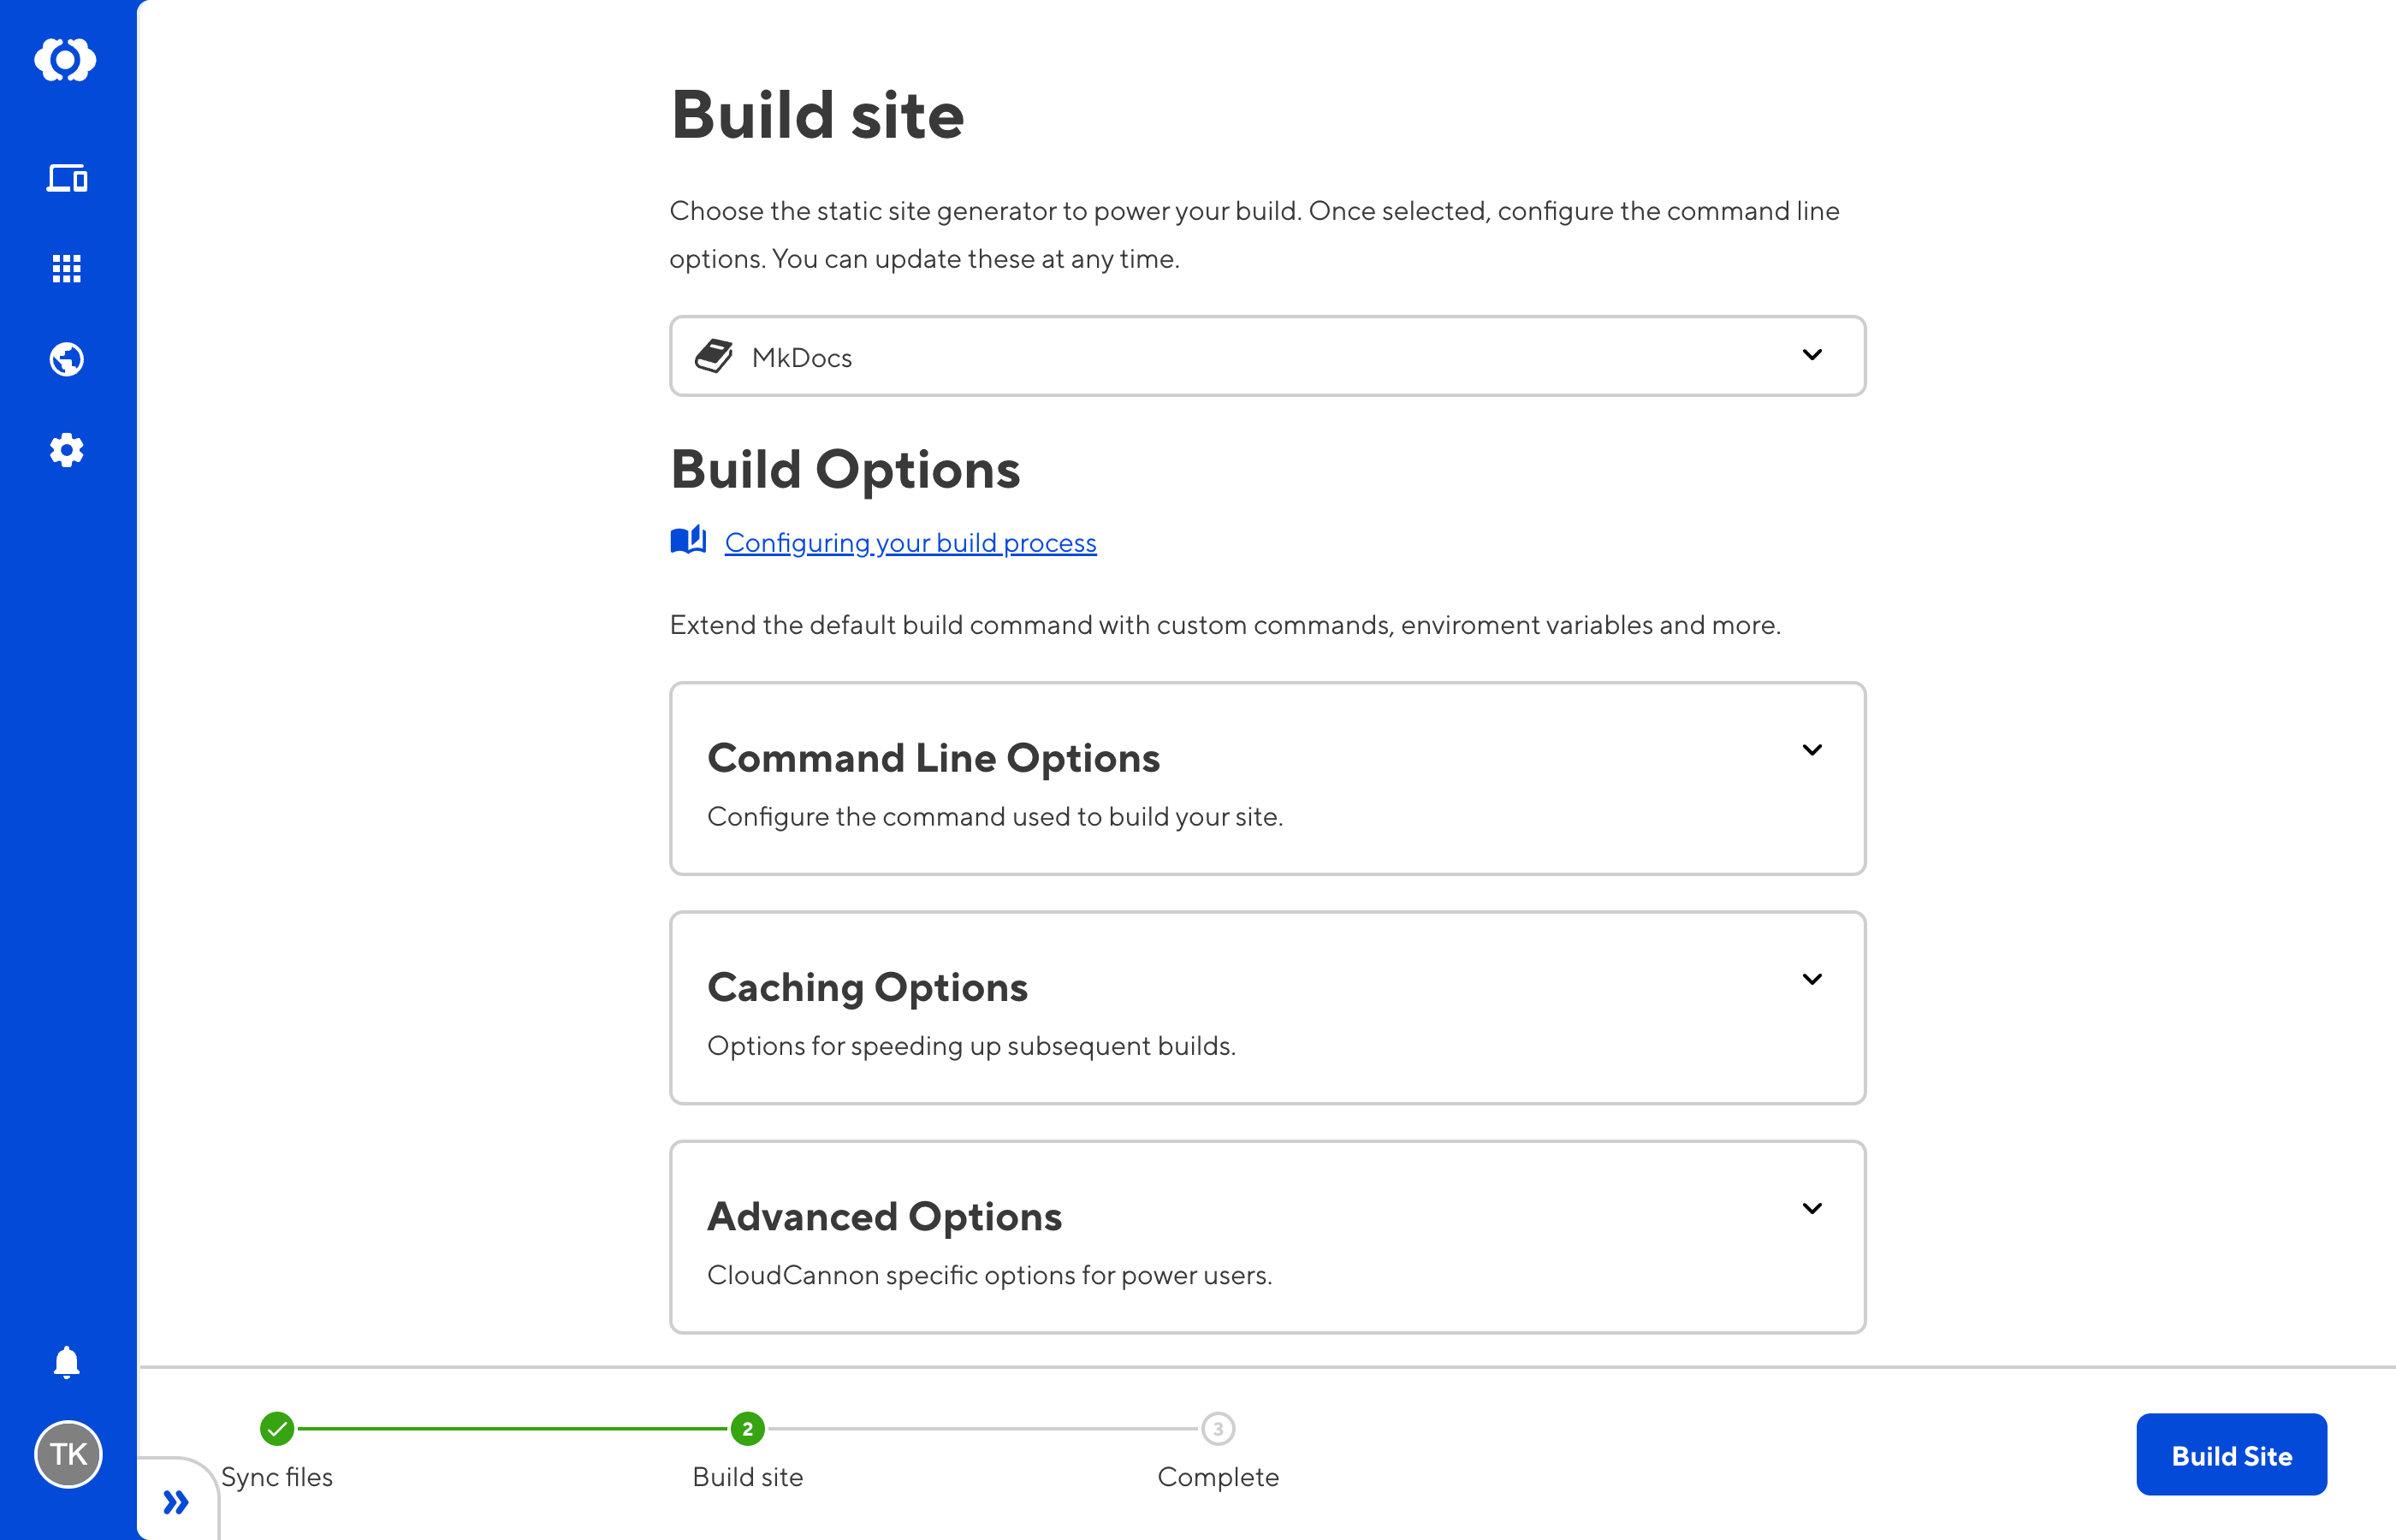 Build site
Choose the static site generator to power your build. Once selected, configure the command line
options. You can update these at any time.
MkDocs
Build Options
Configuring your build process
Extend the default build command with custom commands, enviroment variables and more.
Command Line Options
Configure the command used to build your site.
Caching Options
Options for speeding up subsequent builds.
Advanced Options
CloudCannon specific options for power users.
2
3
Sync files
Build site
Complete
Build Site
TK